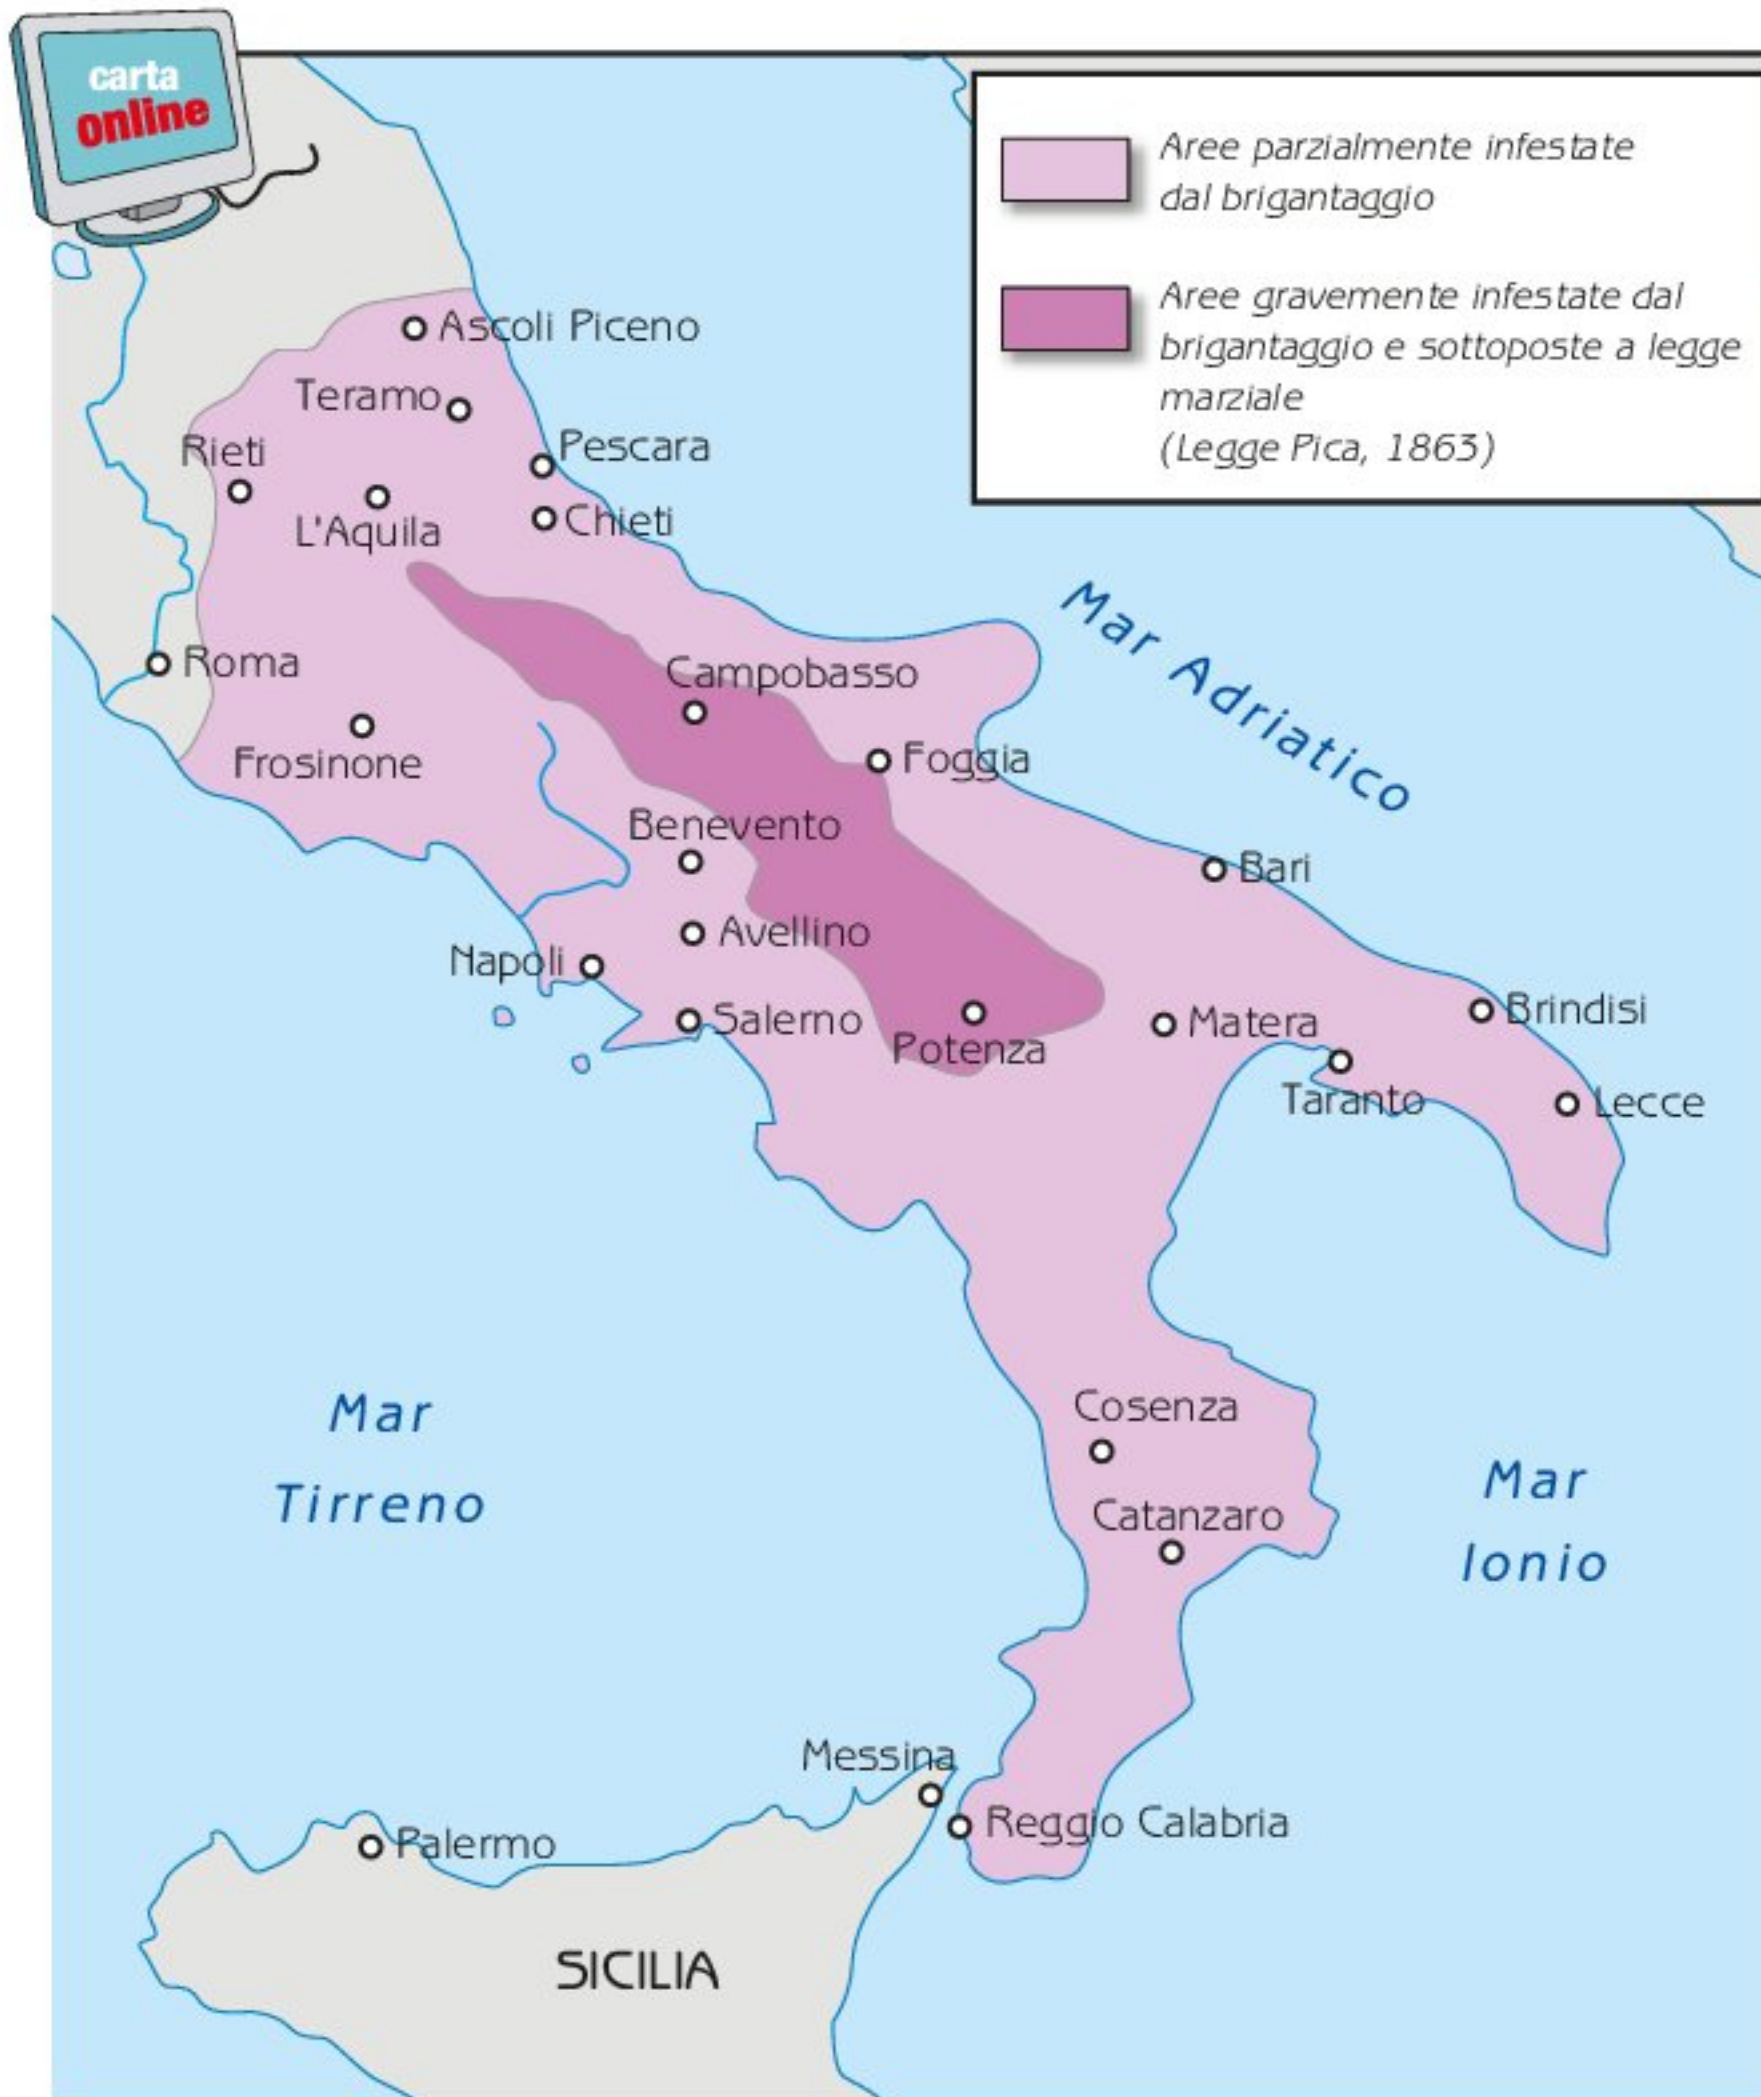 carta
online
Aree parzialmente infestate
dal brigantaggio
Aree gravemente infestate dal
brigantaggio e sottoposte a legge
marziale
(Legge Pica, 1863)
Ascoli Piceno
Teramo
Pescara
Rieti
L'Aquila
Chieti
Mar Adriatico
Roma
Campobasso
Frosinone
Foggia
Benevento
Bari
Avellino
Napoli
Salerno
Potenza
Matera
Brindisi
Taranto
Lecce
Mar
Tirreno
Cosenza
Catanzaro
Mar
Ionio
Messina
Reggio Calabria
Palermo
SICILIA